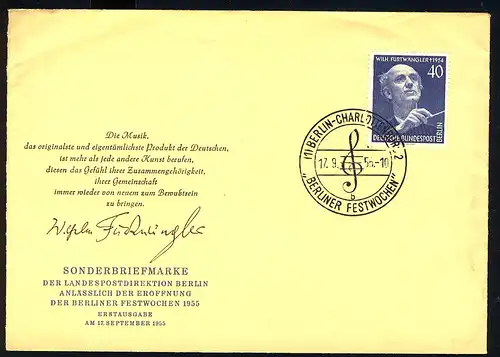 WILH. FURTWÄNGLER † 1954
40
DEUTSCHE BUNDESPOST
BERLIN
(1) BERLIN-CHARLOTTENBURG 2
17.9.55.-10
b
"BERLINER FESTWOCHEN"
Die Musik,
das originalste und eigentümlichste Produkt der Deutschen,
ist mehr als jede andere Kunst berufen,
diesen das Gefühl ihrer Zusammengehörigkeit,
ihrer Gemeinschaft
immer wieder von neuem zum Bewußtsein
zu bringen.
Wilhelm Furtwängler
SONDERBRIEFMARKE
DER LANDESPOSTDIREKTION BERLIN
ANLÄSSLICH DER EROFFNUNG
DER BERLINER FESTWOCHEN 1955
ERSTAUSGABE
AM 17. SEPTEMBER 1955